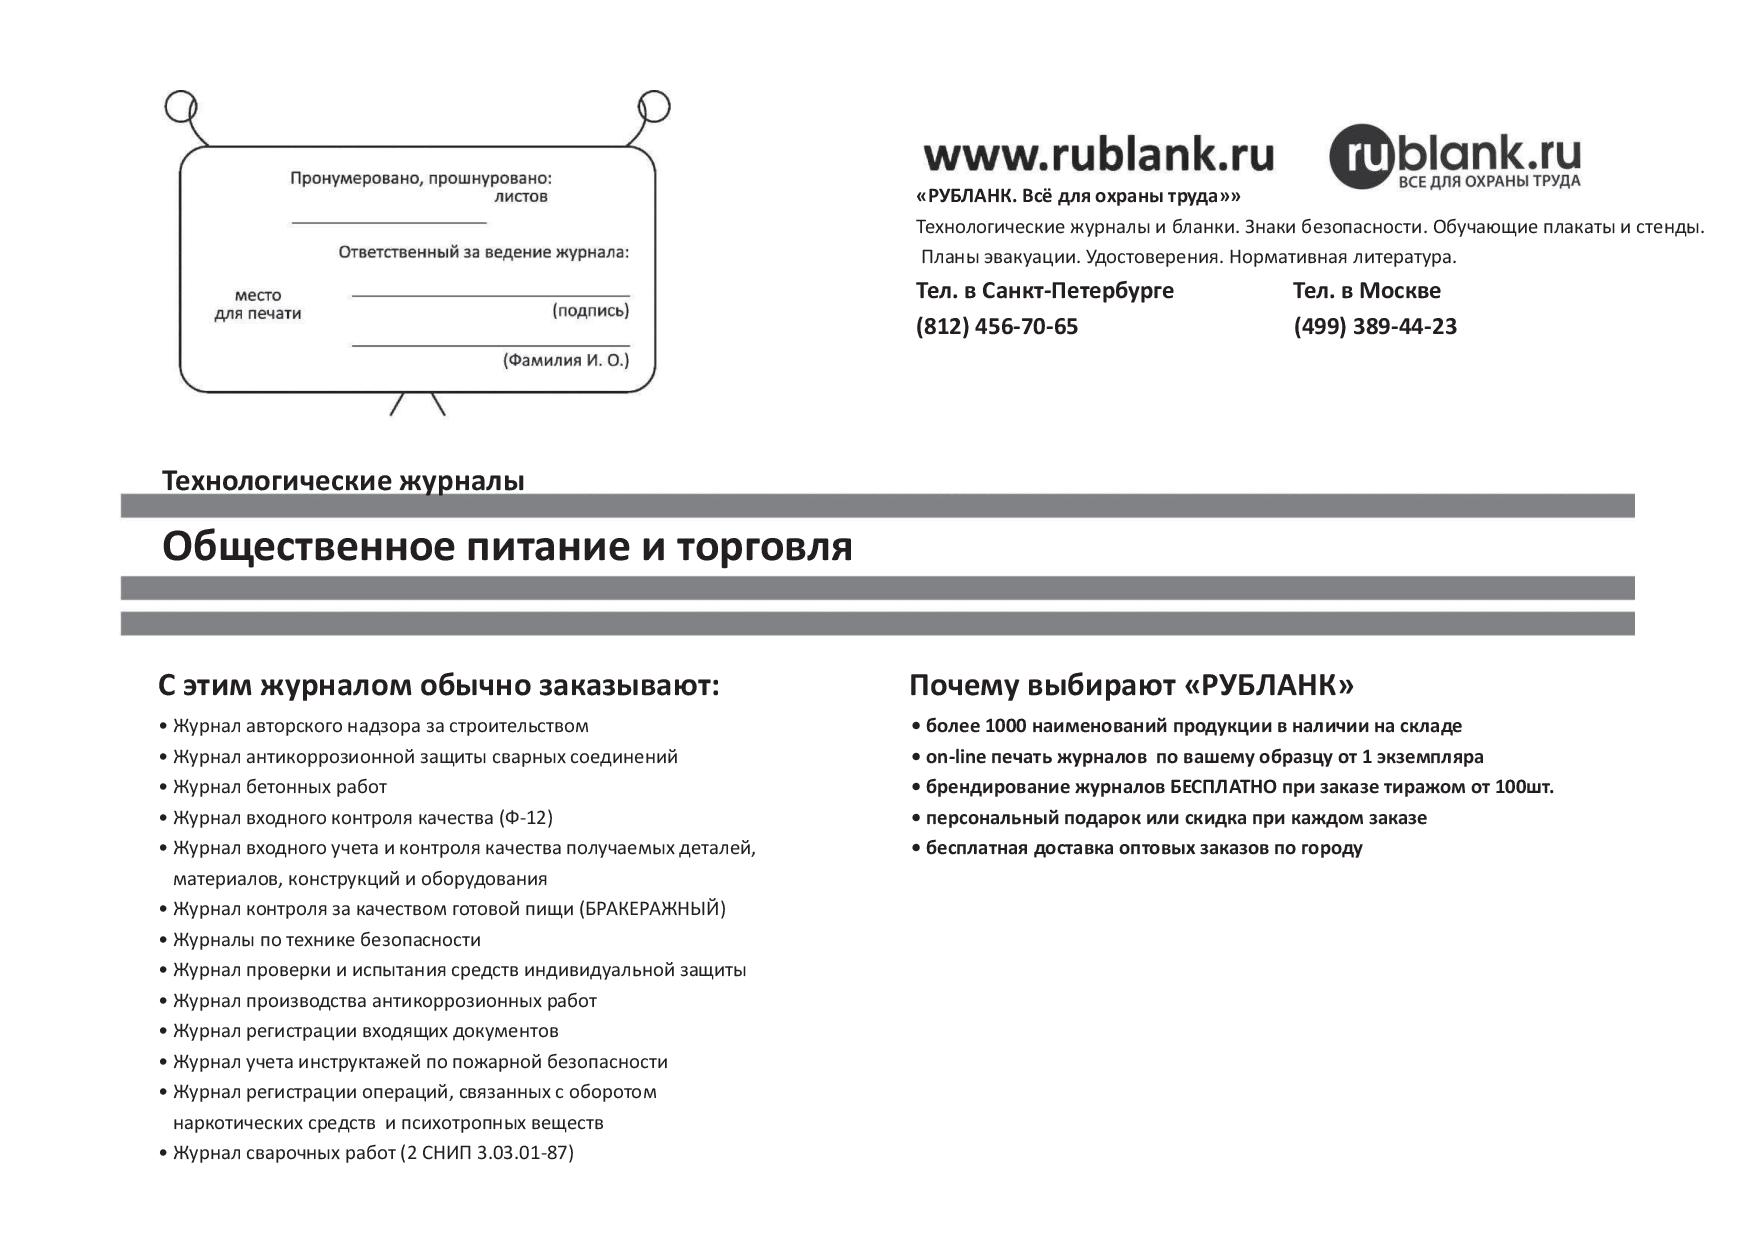 Пронумеровано, прошнуровано:
листов
Ответственный за ведение журнала:
место
для печати
(подпись)
(Фамилия И. О.)
www.rublank.ru
rublank.ru
ВСЕ ДЛЯ ОХРАНЫ ТРУДА
«РУБЛАНК. Всё для охраны труда»»
Технологические журналы и бланки. Знаки безопасности. Обучающие плакаты и стенды.
Планы эвакуации. Удостоверения. Нормативная литература.
Тел. в Санкт-Петербурге Тел. в Москве
(812) 456-70-65 (499) 389-44-23
Технологические журналы
Общественное питание и торговля
С этим журналом обычно заказывают:
• Журнал авторского надзора за строительством
• Журнал антикоррозионной защиты сварных соединений
• Журнал бетонных работ
• Журнал входного контроля качества (Ф-12)
• Журнал входного учета и контроля качества получаемых деталей,
материалов, конструкций и оборудования
• Журнал контроля за качеством готовой пищи (БРАКЕРАЖНЫЙ)
• Журналы по технике безопасности
• Журнал проверки и испытания средств индивидуальной защиты
• Журнал производства антикоррозионных работ
• Журнал регистрации входящих документов
• Журнал учета инструктажей по пожарной безопасности
• Журнал регистрации операций, связанных с оборотом
наркотических средств и психотропных веществ
• Журнал сварочных работ (2 СНИП 3.03.01-87)
Почему выбирают «РУБЛАНК»
• более 1000 наименований продукции в наличии на складе
• on-line печать журналов по вашему образцу от 1 экземпляра
• брендирование журналов БЕСПЛАТНО при заказе тиражом от 100шт.
• персональный подарок или скидка при каждом заказе
• бесплатная доставка оптовых заказов по городу